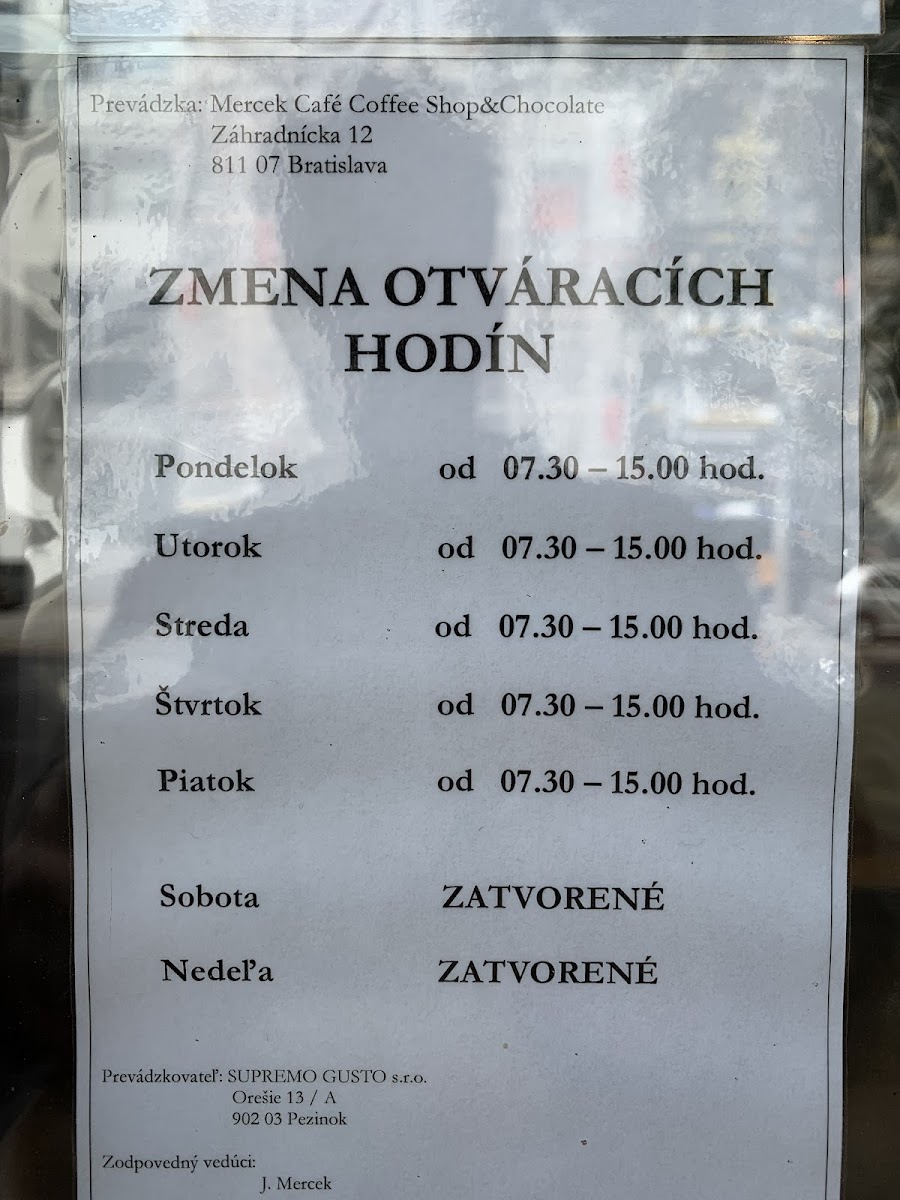 Prevádzka: Mercek Café Coffee Shop&Chocolate
Záhradnícka 12
811 07 Bratislava
ZMENA OTVÁRACÍCH
HODÍN
Pondelok od 07.30 – 15.00 hod.
Utorok od 07.30 – 15.00 hod.
Streda od 07.30 – 15.00 hod.
Štvrtok od 07.30 – 15.00 hod.
Piatok od 07.30 – 15.00 hod.
Sobota ZATVORENÉ
Nedeľa ZATVORENÉ
Prevádzkovateľ: SUPREMO GUSTO s.r.o.
Orešie 13 / A
902 03 Pezinok
Zodpovedný vedúci:
J. Mercek